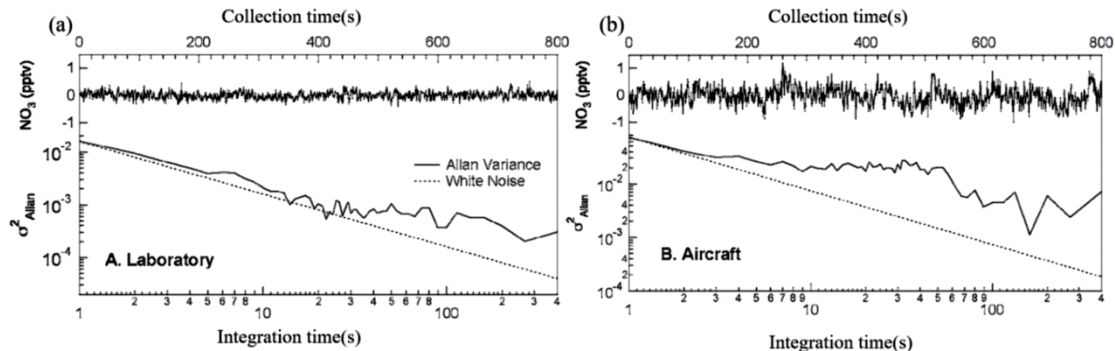 (a)
Collection time(s)
0 200 400 600 800
1
0
-1
NO3 (pptv)
10-2
10-3
10-4
σ2Allan
Allan Variance
White Noise
A. Laboratory
1 2 3 4 5 6 7 8 10 2 3 4 5 6 7 8 100 2 3 4
Integration time(s)
(b)
Collection time(s)
0 200 400 600 800
1
0
-1
NO3 (pptv)
4
2
10-2
4
2
10-3
4
2
10-4
σ2Allan
B. Aircraft
1 2 3 4 5 6 7 8 9 10 2 3 4 5 6 7 8 9 100 2 3 4
Integration time(s)